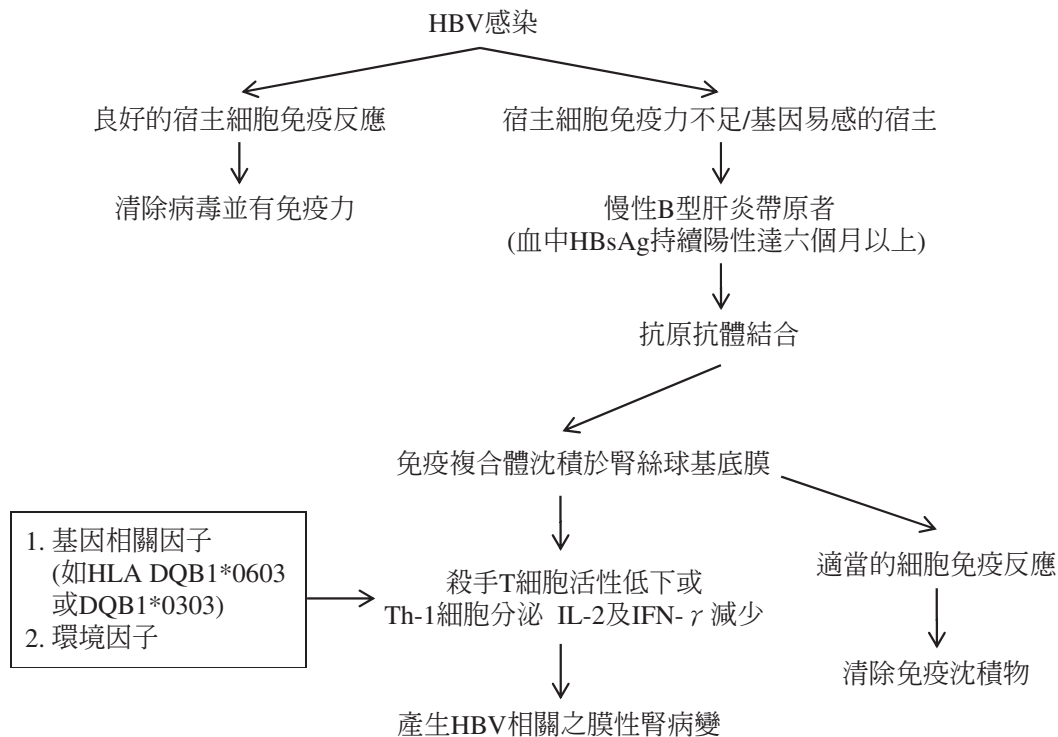 HBV感染
良好的宿主細胞免疫反應
宿主細胞免疫力不足/基因易感的宿主
清除病毒並有免疫力
慢性B型肝炎帶原者
(血中HBsAg持續陽性達六個月以上)
抗原抗體結合
免疫複合體沈積於腎絲球基底膜
1. 基因相關因子
(如HLA DQB1*0603
或DQB1*0303)
2. 環境因子
殺手T細胞活性低下或
Th-1細胞分泌 IL-2及IFN-γ減少
適當的細胞免疫反應
清除免疫沈積物
產生HBV相關之膜性腎病變